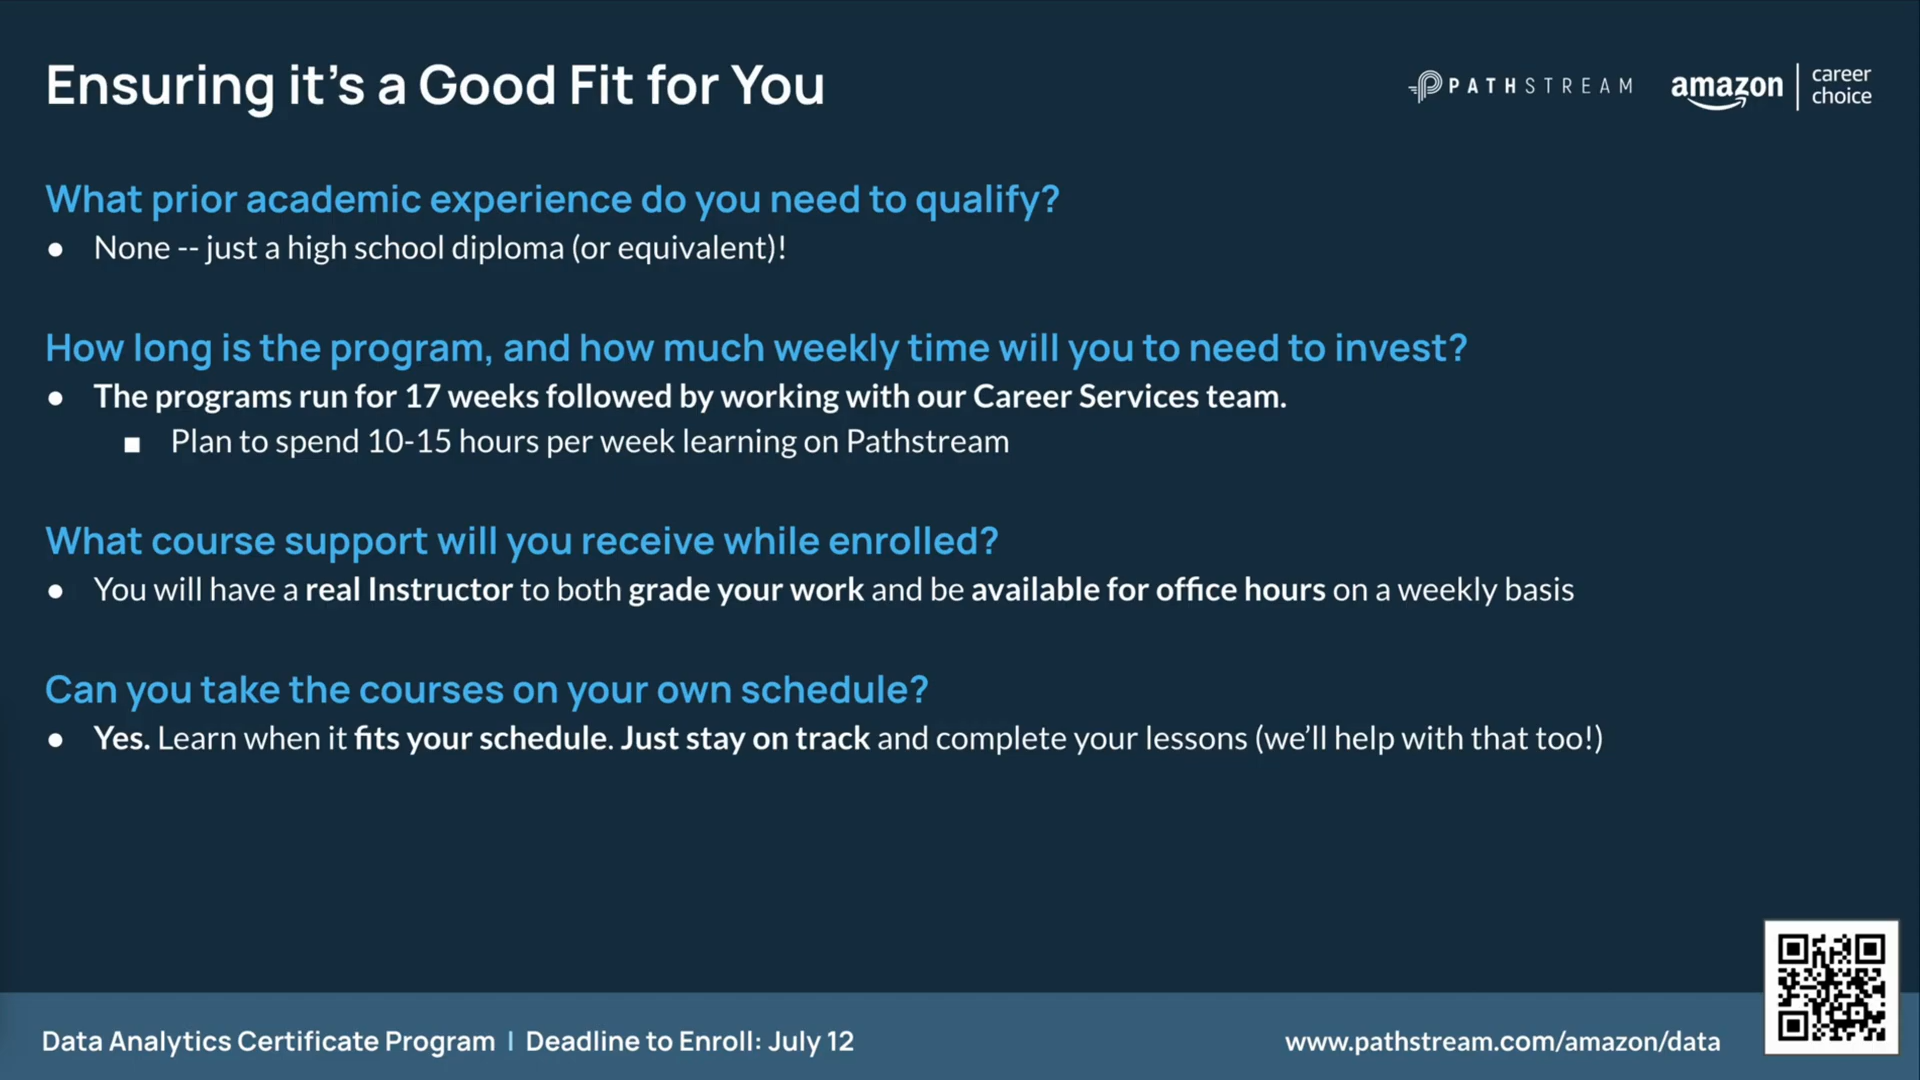 Ensuring it's a Good Fit for You
PATHSTREAM
amazon | career choice
What prior academic experience do you need to qualify?
● None -- just a high school diploma (or equivalent)!
How long is the program, and how much weekly time will you to need to invest?
● The programs run for 17 weeks followed by working with our Career Services team.
■ Plan to spend 10-15 hours per week learning on Pathstream
What course support will you receive while enrolled?
● You will have a real Instructor to both grade your work and be available for office hours on a weekly basis
Can you take the courses on your own schedule?
● Yes. Learn when it fits your schedule. Just stay on track and complete your lessons (we'll help with that too!)
Data Analytics Certificate Program | Deadline to Enroll: July 12
www.pathstream.com/amazon/data